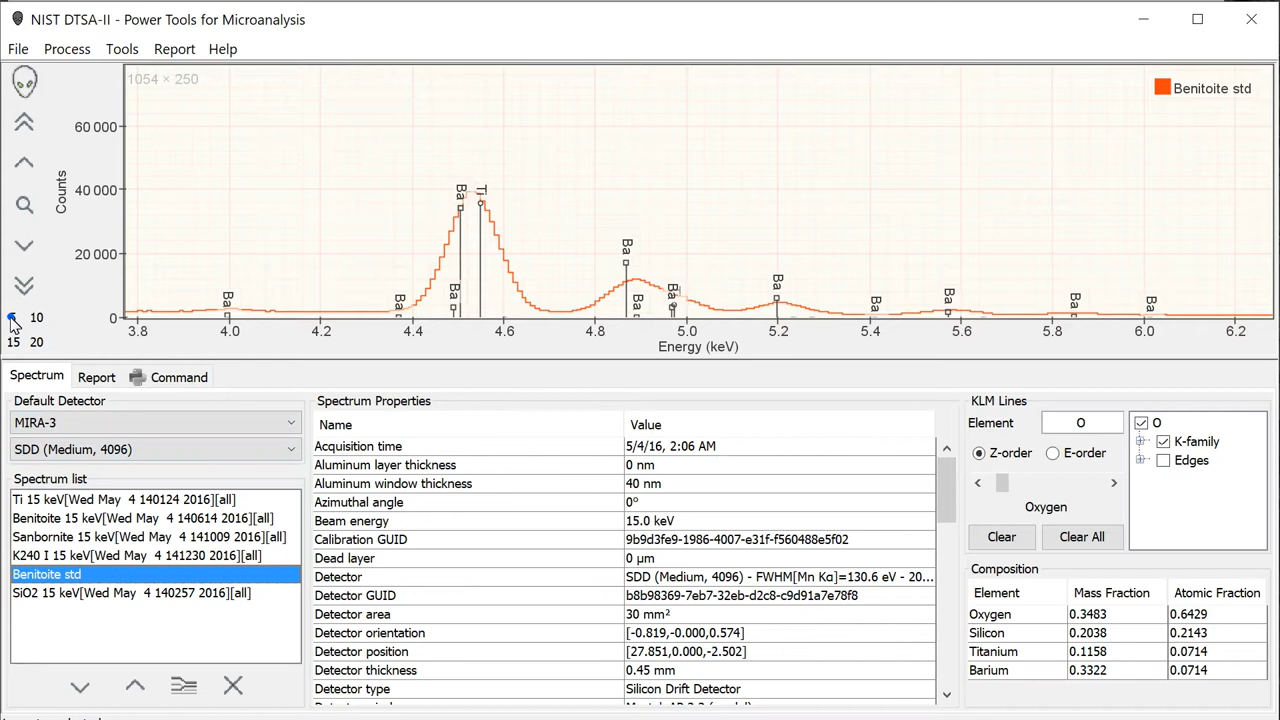 NIST DTSA-II - Power Tools for Microanalysis
File Process Tools Report Help
1054 × 250
Benitoite std
60 000
40 000
20 000
0
Counts
Ba
Ti
Ba
Ba
Ba
Ba
Ba
Ba
Ba
Ba
Ba
Ba
Ba
Ba
3.8 4.0 4.2 4.4 4.6 4.8 5.0 5.2 5.4 5.6 5.8 6.0 6.2
Energy (keV)
10
15 20
Spectrum Report Command
Default Detector
MIRA-3
SDD (Medium, 4096)
Spectrum list
Ti 15 keV[Wed May 4 140124 2016][all]
Benitoite 15 keV[Wed May 4 140614 2016][all]
Sanbornite 15 keV[Wed May 4 141009 2016][all]
K240 I 15 keV[Wed May 4 141230 2016][all]
Benitoite std
SiO2 15 keV[Wed May 4 140257 2016][all]
Spectrum Properties
Name Value
Acquisition time 5/4/16, 2:06 AM
Aluminum layer thickness 0 nm
Aluminum window thickness 40 nm
Azimuthal angle 0°
Beam energy 15.0 keV
Calibration GUID 9b9d3fe9-1986-4007-e31f-f560488e5f02
Dead layer 0 μm
Detector SDD (Medium, 4096) - FWHM[Mn Kα]=130.6 eV - 20...
Detector GUID b8b98369-7eb7-32eb-d2c8-c9d91a7e78f8
Detector area 30 mm²
Detector orientation [-0.819,-0.000,0.574]
Detector position [27.851,0.000,-2.502]
Detector thickness 0.45 mm
Detector type Silicon Drift Detector
KLM Lines
Element O
Z-order E-order
Oxygen
Clear Clear All
O
K-family
Edges
Composition
Element Mass Fraction Atomic Fraction
Oxygen 0.3483 0.6429
Silicon 0.2038 0.2143
Titanium 0.1158 0.0714
Barium 0.3322 0.0714